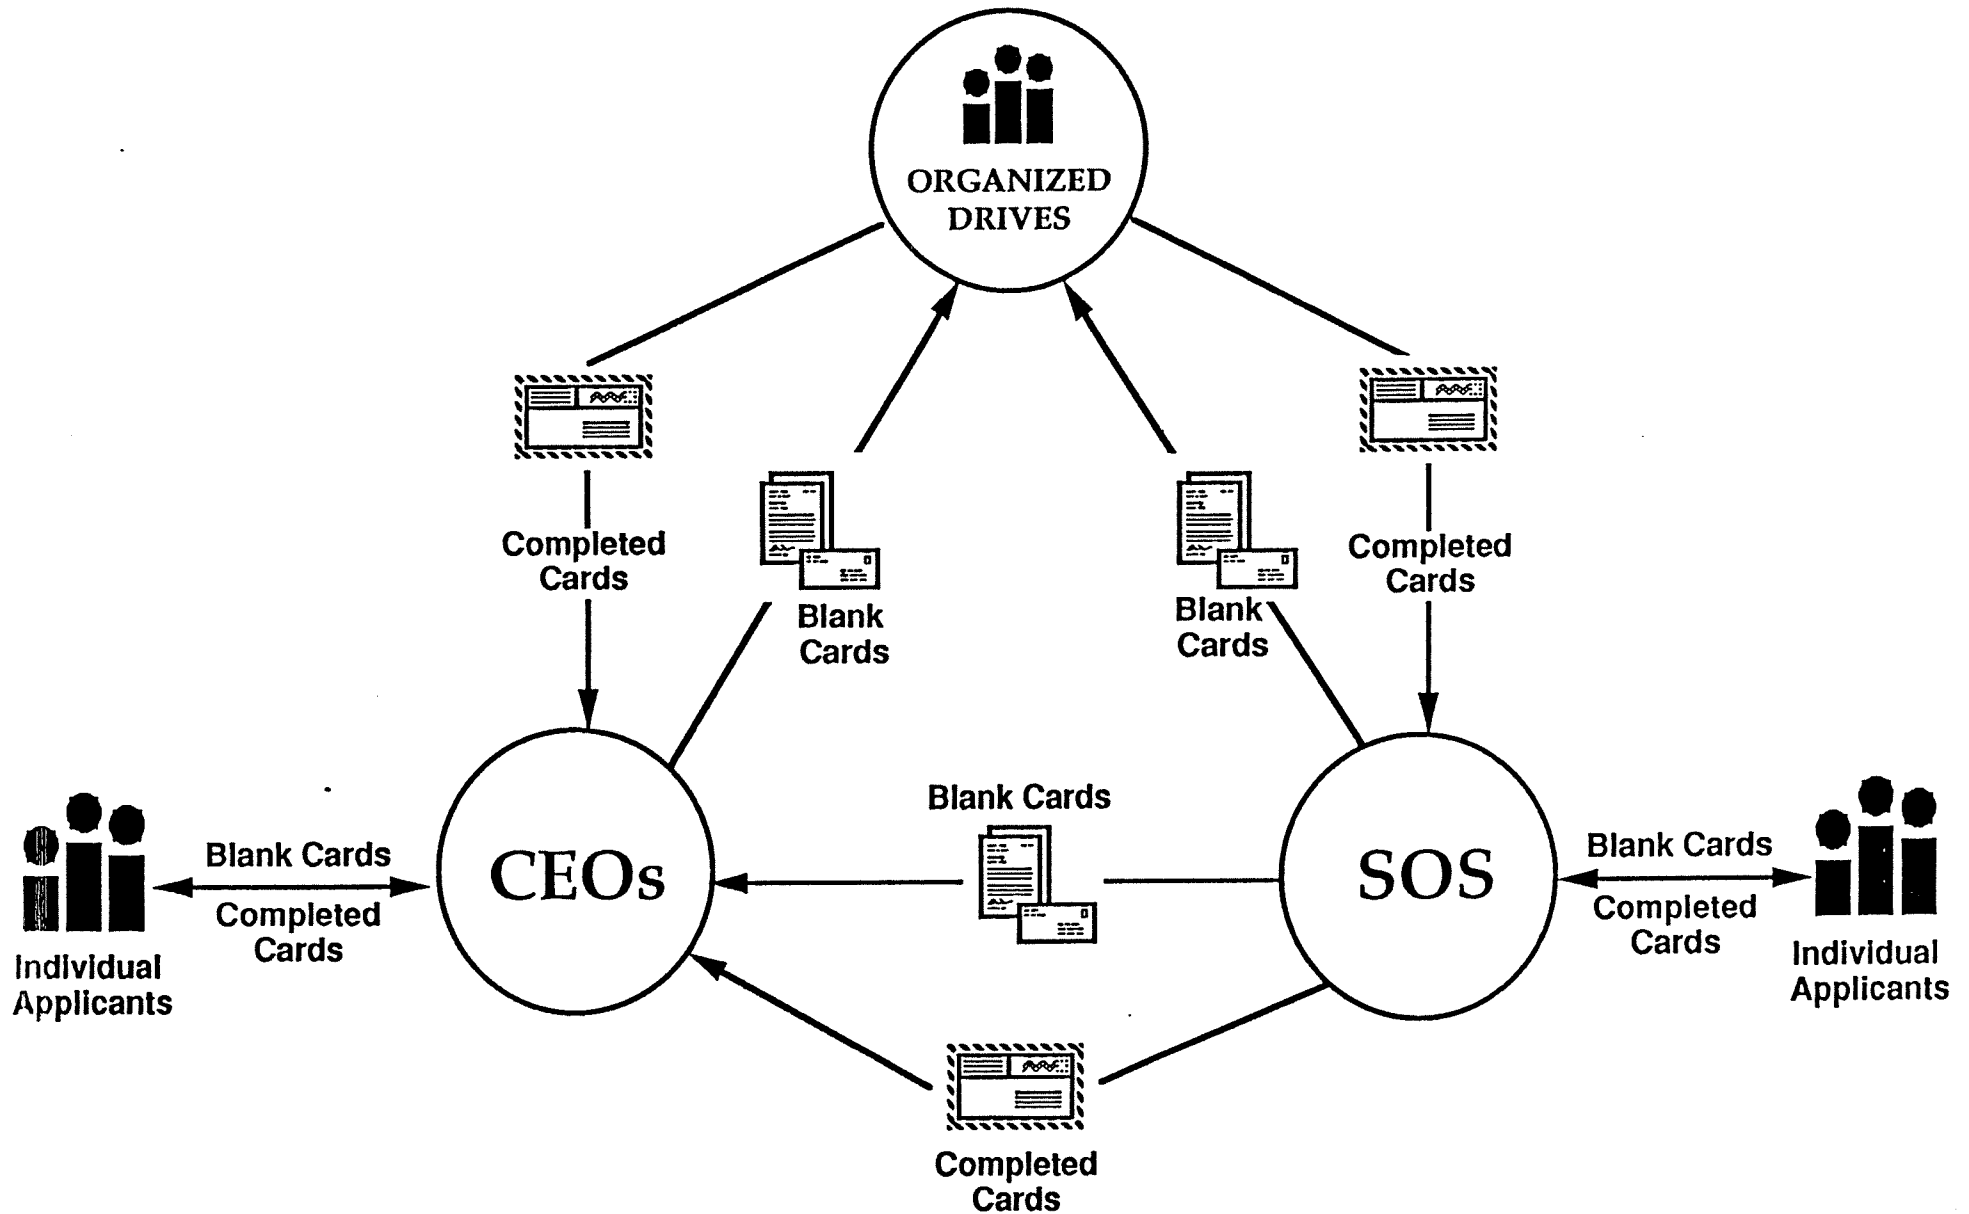 ORGANIZED
DRIVES
Completed
Cards
Blank
Cards
Blank
Cards
Completed
Cards
Blank Cards
CEOs
SOS
Blank Cards
Completed
Cards
Individual
Applicants
Blank Cards
Completed
Cards
Individual
Applicants
Completed
Cards